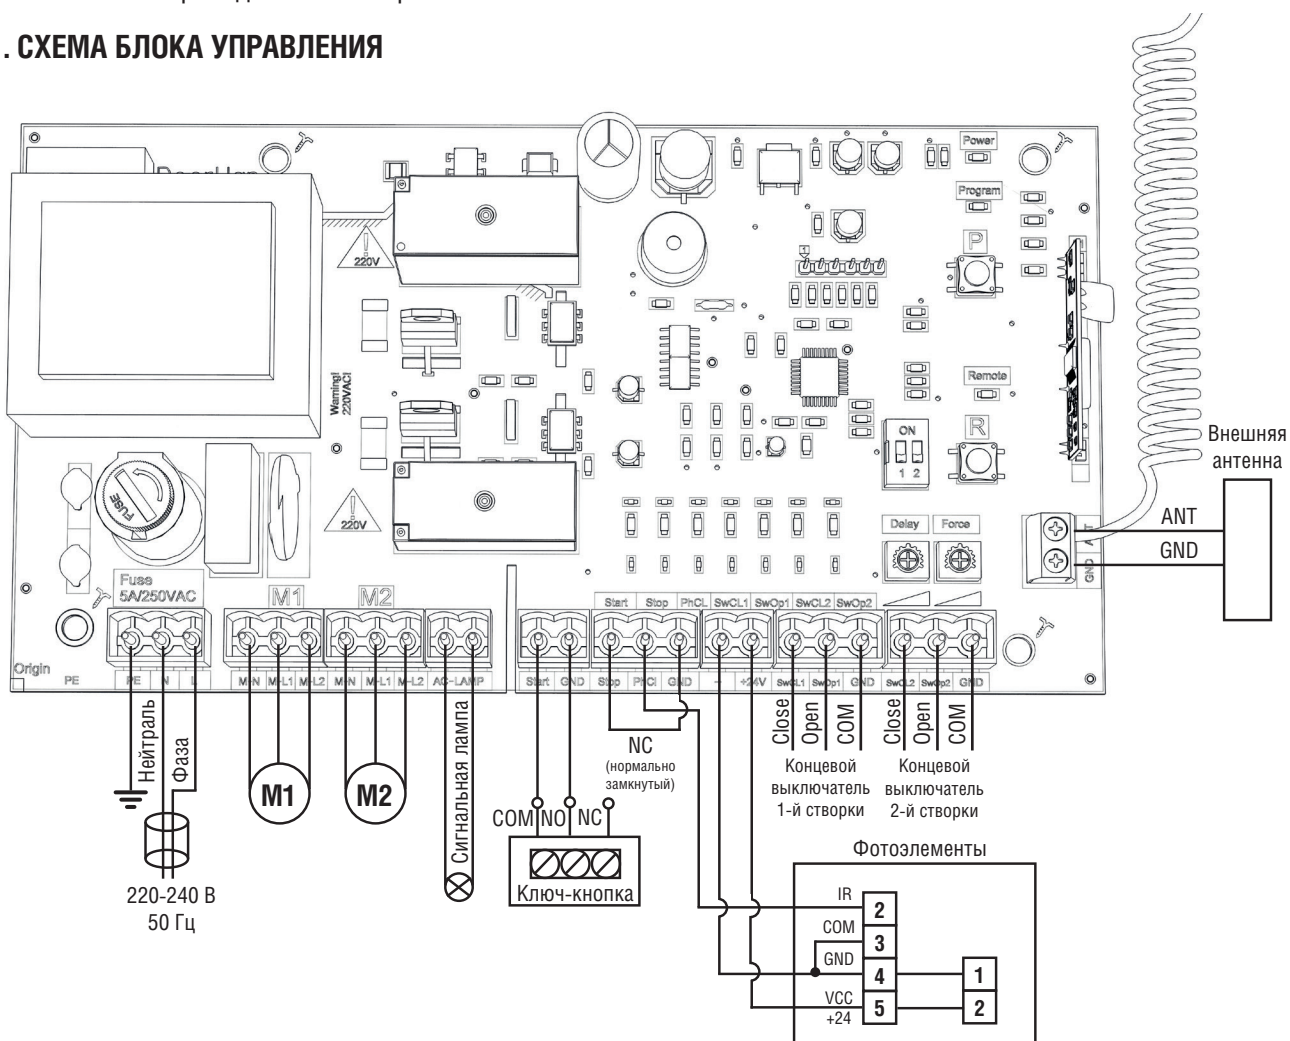 . СХЕМА БЛОКА УПРАВЛЕНИЯ
Power
Program
P
220V
1
Warning!
220VAC!
Remote
R
ON
1 2
FUSE
220V
Delay
Force
Внешняя
антенна
ANT
GND
GND
Fuse
5A/250VAC
M1
M2
Start Stop PhCL SwCL1 SwOp1 SwCL2 SwOp2
Origin
PE
PE N L
M-N M-L1 M-L2
M-N M-L1 M-L2
AC-LAMP
Start GND
Stop PhCl GND
- +24V
SwCL1 SwOp1 GND
SwCL2 SwOp2 GND
Нейтраль
Фаза
M1
M2
Сигнальная лампа
NC
(нормально
замкнутый)
Close
Open
COM
Close
Open
COM
Концевой
выключатель
1-й створки
Концевой
выключатель
2-й створки
COM NO NC
Ключ-кнопка
220-240 В
50 Гц
Фотоэлементы
IR
2
COM
3
GND
4
1
VCC
+24
5
2